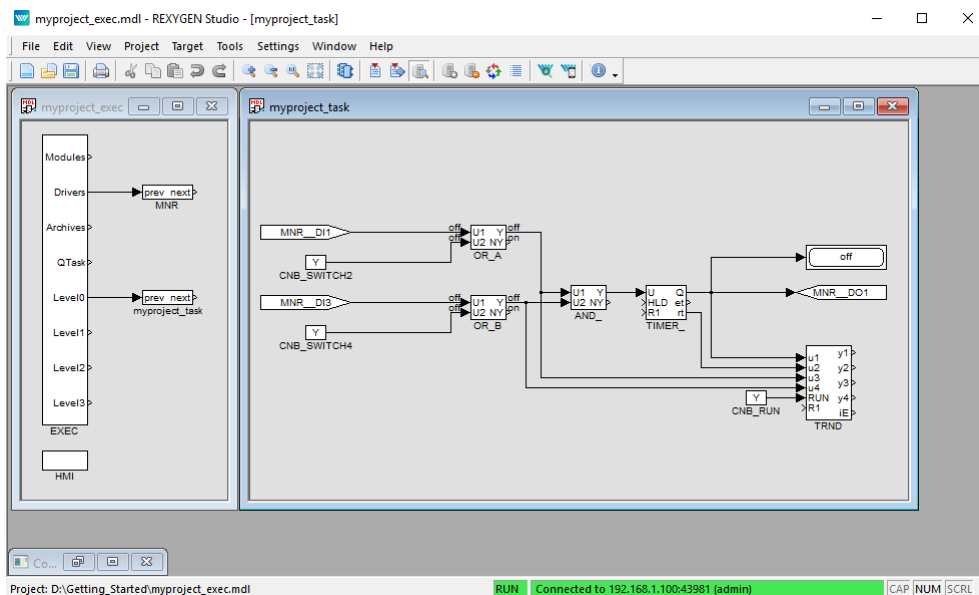 myproject_exec.mdl - REXYGEN Studio - [myproject_task]
File Edit View Project Target Tools Settings Window Help
myproject_exec
Modules
Drivers
prev next
MNR
Archives
QTask
Level0
prev next
myproject_task
Level1
Level2
Level3
EXEC
HMI
myproject_task
MNR__DI1
off
off
U1 Y
U2 NY
off
on
OR_A
Y
CNB_SWITCH2
MNR__DI3
off
off
U1 Y
U2 NY
off
on
OR_B
Y
CNB_SWITCH4
U1 Y
U2 NY
AND_
U Q
HLD et
R1 rt
TIMER_
off
MNR__DO1
u1 y1
u2 y2
u3 y3
u4
RUN y4
R1 iE
TRND
Y
CNB_RUN
Co...
Project: D:\Getting_Started\myproject_exec.mdl
RUN
Connected to 192.168.1.100:43981 (admin)
CAP NUM SCRL